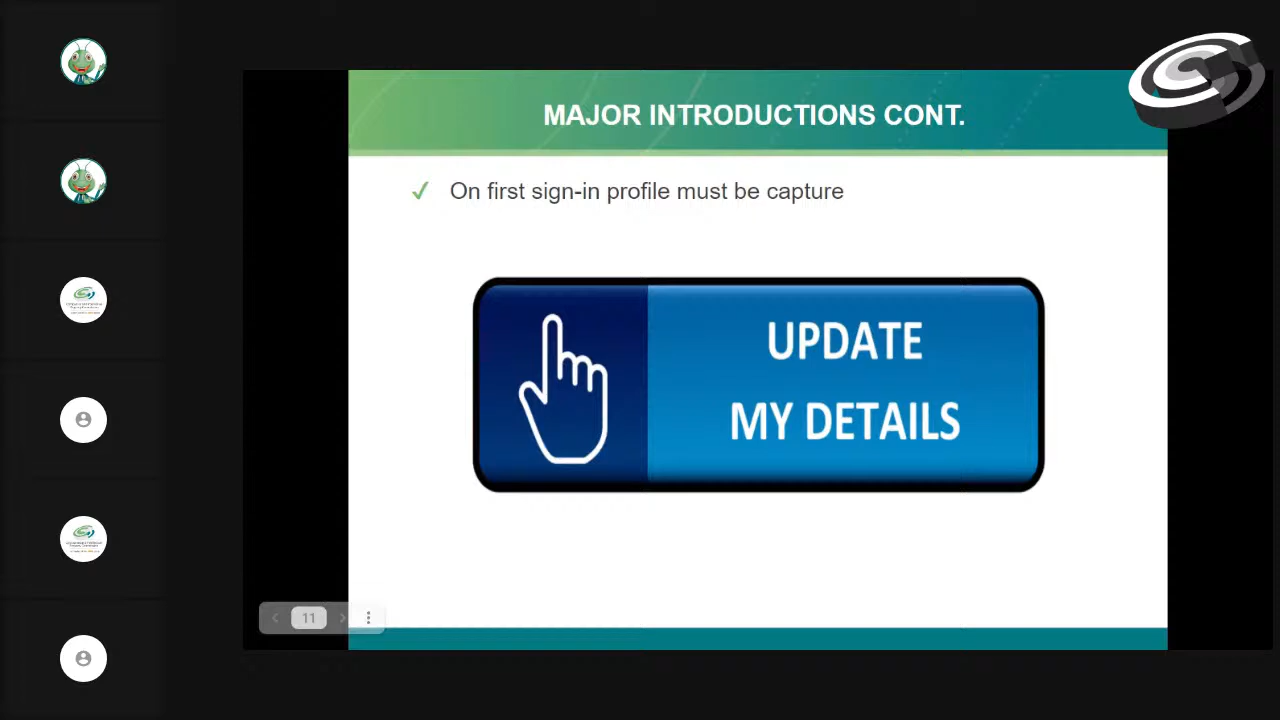 MAJOR INTRODUCTIONS CONT.
✓ On first sign-in profile must be capture
UPDATE
MY DETAILS
11